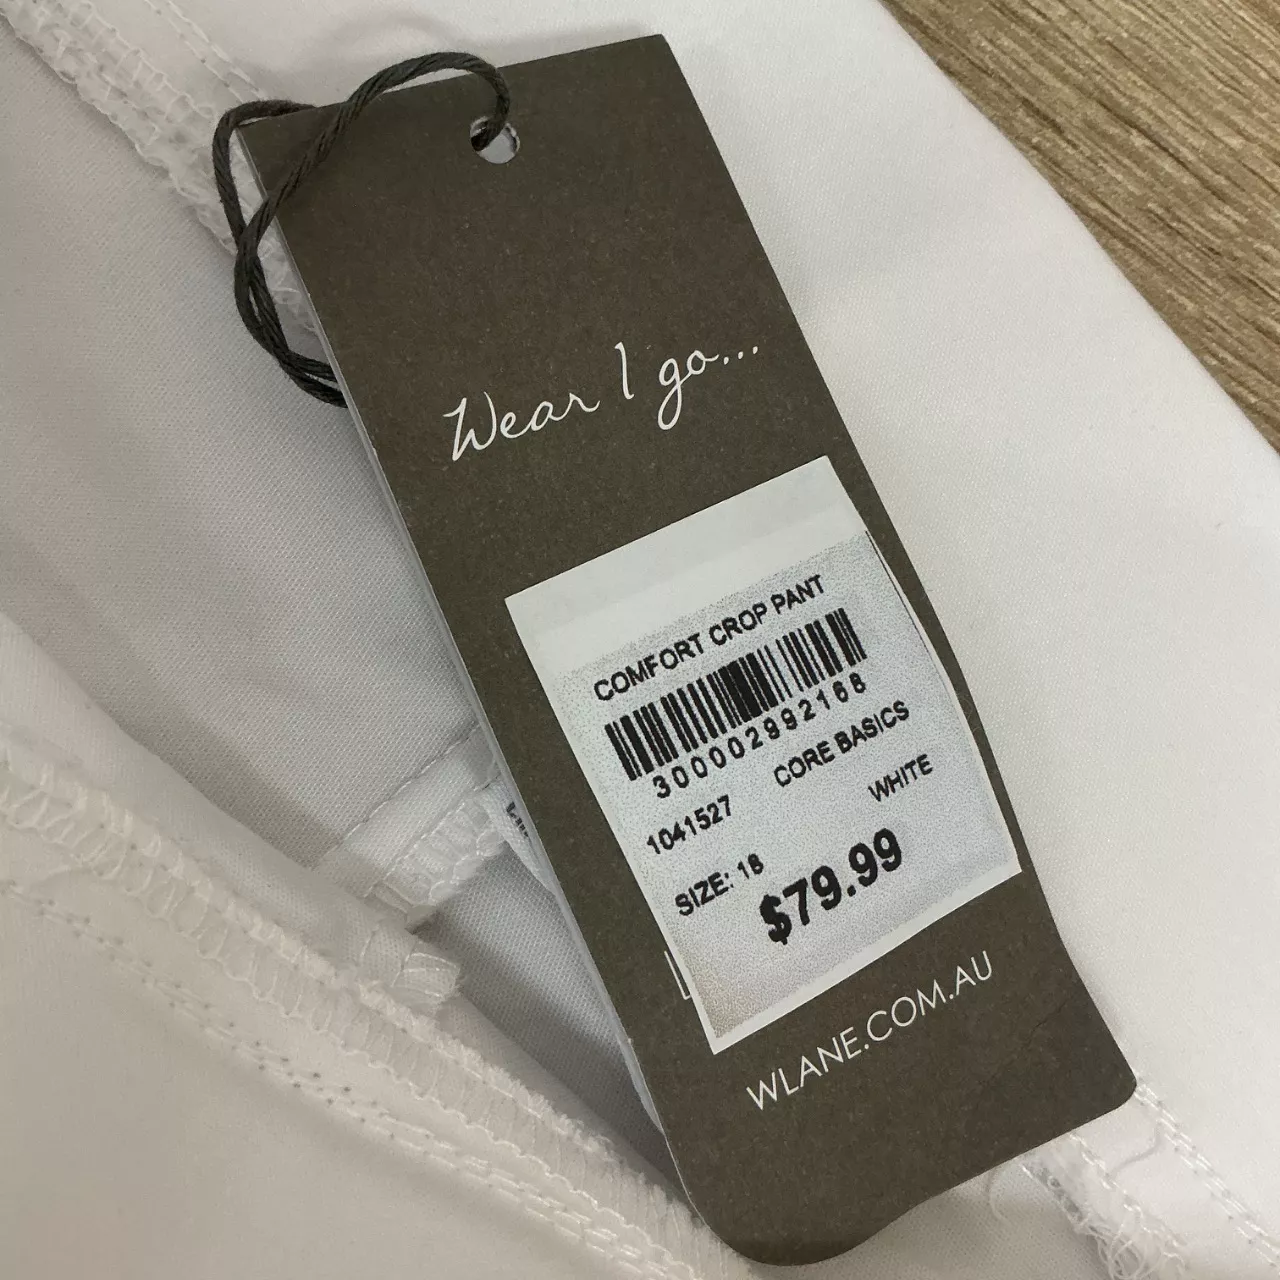 Wear I go...
COMFORT CROP PANT
300002992168
1041527 CORE BASICS
SIZE: 18 WHITE
$79.99
L
WLANE.COM.AU